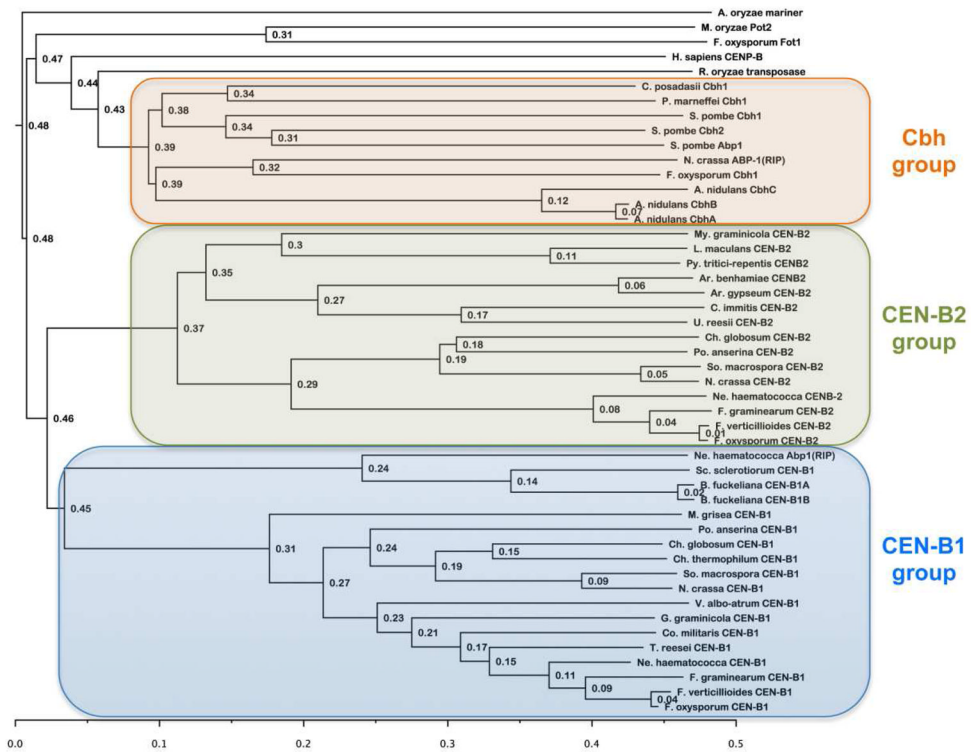 A. oryzae mariner
M. oryzae Pot2
0.31
F. oxysporum Fot1
0.47
H. sapiens CENP-B
R. oryzae transposase
0.44
C. posadasii Cbh1
0.34
P. marneffei Cbh1
0.43
0.38
S. pombe Cbh1
0.48
0.34
S. pombe Cbh2
0.31
S. pombe Abp1
Cbh
group
0.39
N. crassa ABP-1(RIP)
0.32
F. oxysporum Cbh1
0.39
A. nidulans CbhC
0.12
A. nidulans CbhB
0.07
A. nidulans CbhA
My. graminicola CEN-B2
0.48
0.3
L. maculans CEN-B2
0.11
Py. tritici-repentis CENB2
0.35
Ar. benhamiae CENB2
0.06
Ar. gypseum CEN-B2
0.27
C. immitis CEN-B2
0.17
U. reesii CEN-B2
CEN-B2
group
0.37
Ch. globosum CEN-B2
0.18
Po. anserina CEN-B2
0.19
So. macrospora CEN-B2
0.05
N. crassa CEN-B2
0.29
Ne. haematococca CENB-2
0.08
F. graminearum CEN-B2
0.04
F. verticillioides CEN-B2
0.01
F. oxysporum CEN-B2
0.46
Ne. haematococca Abp1(RIP)
0.24
Sc. sclerotiorum CEN-B1
0.14
B. fuckeliana CEN-B1A
0.02
B. fuckeliana CEN-B1B
0.45
M. grisea CEN-B1
Po. anserina CEN-B1
0.31
0.24
Ch. globosum CEN-B1
0.15
Ch. thermophilum CEN-B1
0.19
So. macrospora CEN-B1
0.09
N. crassa CEN-B1
CEN-B1
group
0.27
V. albo-atrum CEN-B1
0.23
G. graminicola CEN-B1
0.21
Co. militaris CEN-B1
0.17
T. reesei CEN-B1
0.15
Ne. haematococca CEN-B1
0.11
F. graminearum CEN-B1
0.09
F. verticillioides CEN-B1
0.04
F. oxysporum CEN-B1
0.0 0.1 0.2 0.3 0.4 0.5